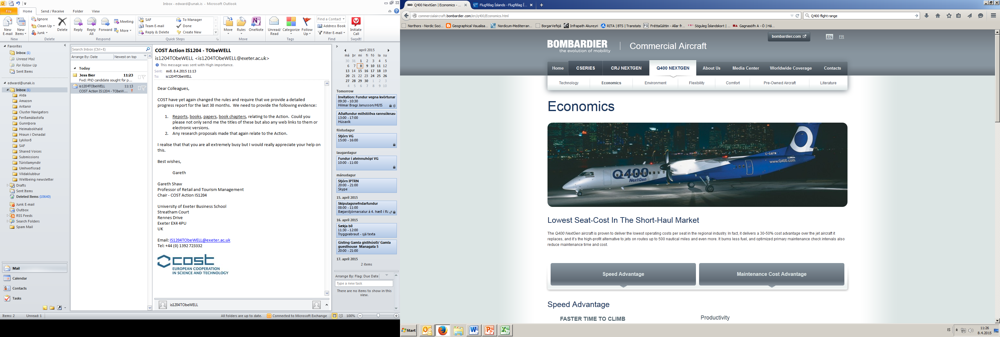 Inbox - edward@unak.is - Microsoft Outlook
File Home Send / Receive Folder View
New E-mail
New Items
New
Ignore
Clean Up
Junk
Delete
Delete
Reply
Reply All
Forward
Meeting
More
Respond
SAF
Team E-mail
Reply & Delete
To Manager
Done
Create New
Quick Steps
Move
Rules
OneNote
Move
Unread/ Read
Categorize
Follow Up
Tags
Find a Contact
Address Book
Filter E-mail
Find
Initiate Call
SwyxIt!
Favorites
Inbox (1)
Unread Mail
For Follow Up
Sent Items
edward@unak.is
Inbox (1)
Alda
Amazon
Aritanir
Cluster Navigators
Ferðamálastofa
Gunnþora
Heimabokhald
Hraun i Oxnadal
Lykilorð
SAF
Shared Voices
Submissions
Túristamyndir
Umhverfisrad
Vildaklubbur
Wellbeing newsletter
Drafts
Sent Items
Deleted Items (10640)
Junk E-mail
Outbox
RSS Feeds
Search Folders
Spam Mail
Mail
Calendar
Contacts
Tasks
Items: 2 Unread: 1
Search Inbox (Ctrl+E)
Arrange By: Date Newest on top
Today
Jess Bier 11:23
Fwd: PhD candidate sought for p...
is1204TObeWELL 11:13
COST Action IS1204 - TObeW...
COST Action IS1204 - TObeWELL
is1204TObeWELL <is1204TObeWELL@exeter.ac.uk>
This message was sent with High importance.
Sent: mið. 8.4.2015 11:13
To: is1204TObeWELL
Dear Colleagues,
COST have yet again changed the rules and require that we provide a detailed
progress report for the last 30 months. We need to provide the following evidence:
1. Reports, books, papers, book chapters, relating to the Action. Could you
please not only send me the titles of these but also any web links to them or
electronic versions.
2. Any research proposals made that again relate to the Action.
I realise that that you are all extremely busy but I would really appreciate your help on
this.
Best wishes,
Gareth
Gareth Shaw
Professor of Retail and Tourism Management
Chair - COST Action IS1204
University of Exeter Business School
Streatham Court
Rennes Drive
Exeter EX4 4PU
UK
Email: IS1204TObeWELL@exeter.ac.uk
Tel: +44 (0) 1392 723332
cost
EUROPEAN COOPERATION
IN SCIENCE AND TECHNOLOGY
is1204TObeWELL
All folders are up to date. Connected to Microsoft Exchange 100%
apríl 2015
má þr mi fi fö la su
30 31 1 2 3 4 5
6 7 8 9 10 11 12
13 14 15 16 17 18 19
20 21 22 23 24 25 26
27 28 29 30 1 2 3
4 5 6 7 8 9 10
Tomorrow
Invitation: Fundur vegna kvörtunar
09:30 - 10:30
Hilmar Bragi Janusson/HI/IS
Aðalfundur miðstöðva rannsóknas
13:00 - 17:00
Húsavík
föstudagur
Stjórn VG
15:00 - 16:00
laugardagur
Fundur í atvinnuhópi VG
10:00 - 11:00
mánudagur
Stjórn IPTRN
20:00 - 21:00
Skype
15. apríl 2015
Skipulagsnefndarfundur
08:00 - 11:00
Bæjarstjórnarsalur á 4. hæð í Rá
16. apríl 2015
Sækja bíl
11:30 - 12:00
Tryggvabraut - sjá texta
Gisting Gamla gistihúsið/ Gamla
guesthouse Managata 5
20:00 - 21:00
17. apríl 2015
2 items
Arrange By: Flag: Due Date
Type a new task
There are no items to show in this
view.
BBD Q400 NextGen | Economics - ... Flugfélag Íslands - Flugfélag Í...
commercialaircraft.bombardier.com/en/q400/Economics.html Q400 flight range
Northors - Nordic Soci... Geographical Visualisa... Nordicum-Mediterran... BorgarVefsjá Infrapath Akureyri RITA | BTS | Transtats FG FréttaGáttin - Allar fr... Söguleg Íslandskort | ... Gagnasöfn A - Ö | Há...
bombardier.com EN FR
BOMBARDIER
the evolution of mobility
Commercial Aircraft
Home CSERIES CRJ NEXTGEN Q400 NEXTGEN About Us Media Center Worldwide Coverage Contacts
Technology Economics Environment Flexibility Comfort Pre-Owned Aircraft Literature
Economics
Q
C-GAFM
www.Q400.com
Q400
NextGen
Lowest Seat-Cost In The Short-Haul Market
The Q400 NextGen aircraft is proven to deliver the lowest operating costs per seat in the regional industry. In fact, it delivers a 30-50% cost advantage over the jet aircraft it
replaces, and it's the high-profit alternative to jets on routes up to 500 nautical miles and even more. It burns less fuel, and optimized primary maintenance check intervals also
reduce maintenance time and cost.
Speed Advantage Maintenance Cost Advantage
Speed Advantage
FASTER TIME TO CLIMB
Productivity
Start
IS 11:26
8.4.2015